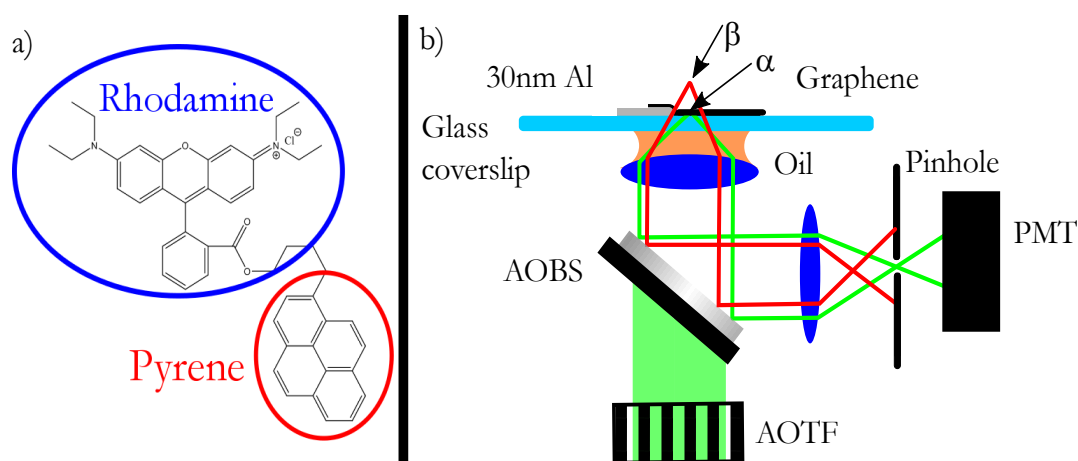 a)
Rhodamine
N
O
N
⊕
Cl
⊖
O
O
Pyrene
b)
β
α
30nm Al
Graphene
Glass
coverslip
Oil
Pinhole
PMT
AOBS
AOTF